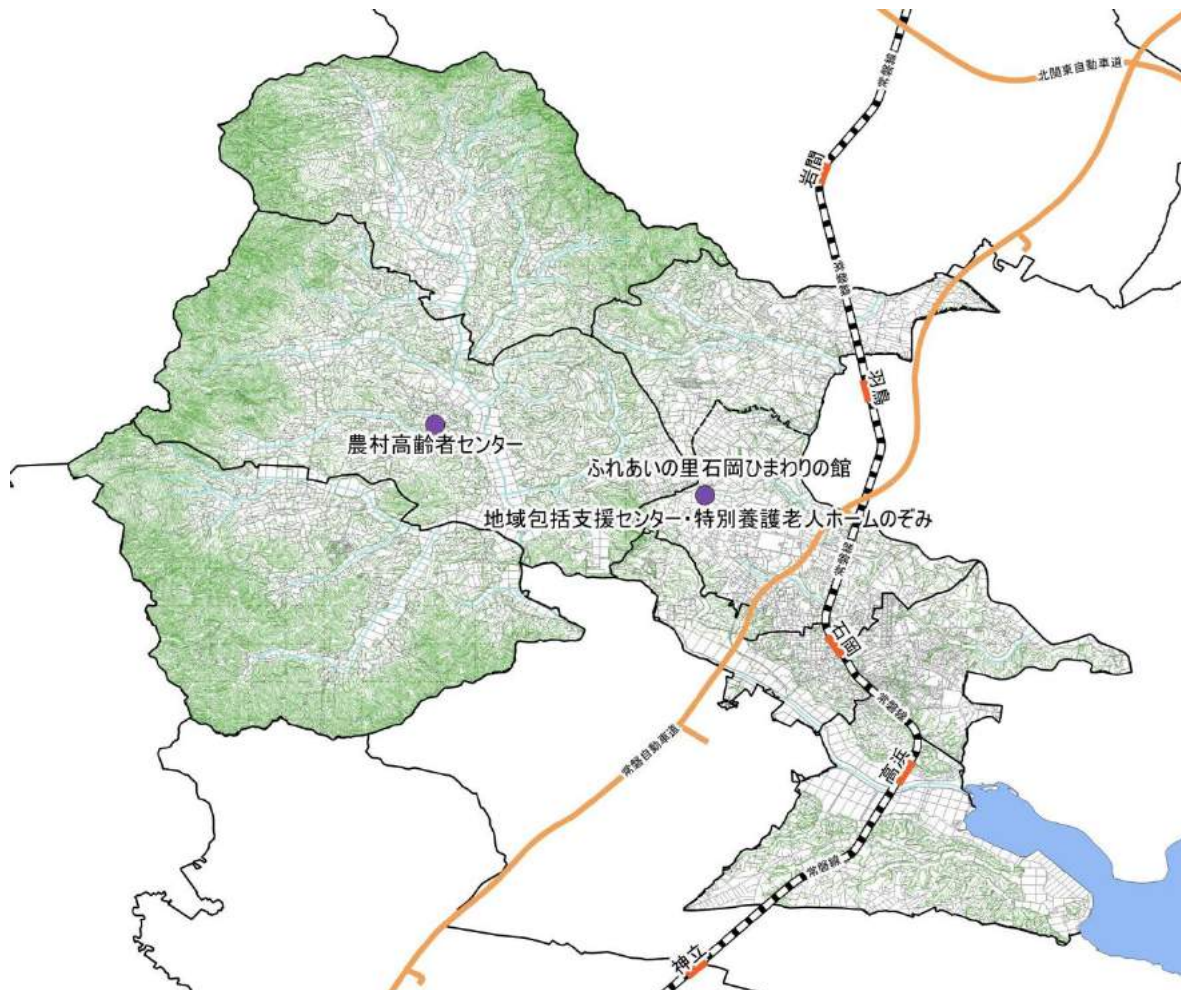 常磐線
北関東自動車道
岩間
常磐線
羽鳥
農村高齢者センター
ふれあいの里石岡ひまわりの館
地域包括支援センター・特別養護老人ホームのぞみ
常磐線
石岡
常磐線
常磐自動車道
高浜
常磐線
神立